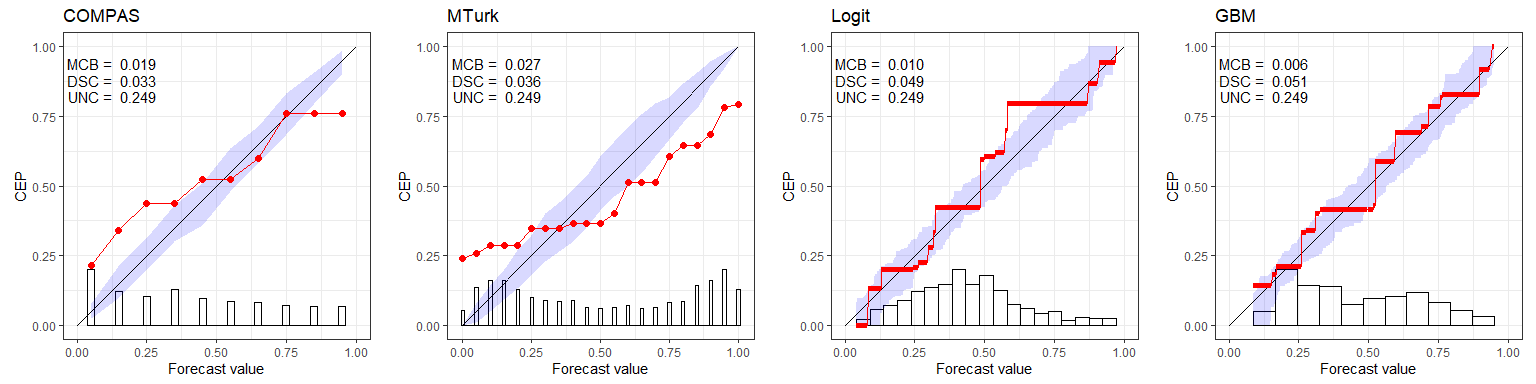 COMPAS
MCB = 0.019
DSC = 0.033
UNC = 0.249
1.00
0.75
0.50
0.25
0.00
CEP
0.00 0.25 0.50 0.75 1.00
Forecast value
MTurk
MCB = 0.027
DSC = 0.036
UNC = 0.249
1.00
0.75
0.50
0.25
0.00
CEP
0.00 0.25 0.50 0.75 1.00
Forecast value
Logit
MCB = 0.010
DSC = 0.049
UNC = 0.249
1.00
0.75
0.50
0.25
0.00
CEP
0.00 0.25 0.50 0.75 1.00
Forecast value
GBM
MCB = 0.006
DSC = 0.051
UNC = 0.249
1.00
0.75
0.50
0.25
0.00
CEP
0.00 0.25 0.50 0.75 1.00
Forecast value